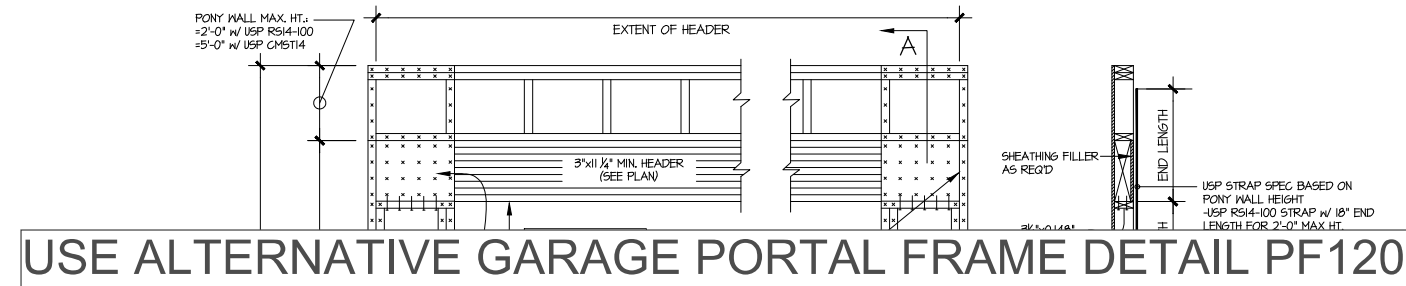 PONY WALL MAX. HT.:
=2'-0" W/ USP RS14-100
=5'-0" W/ USP CMST14
EXTENT OF HEADER
A
3"x11 1/4" MIN. HEADER
(SEE PLAN)
SHEATHING FILLER
AS REQ'D
END LENGTH
USP STRAP SPEC BASED ON
PONY WALL HEIGHT
-USP RS14-100 STRAP W/ 18" END
LENGTH FOR 2'-0" MAX HT.
USE ALTERNATIVE GARAGE PORTAL FRAME DETAIL PF120